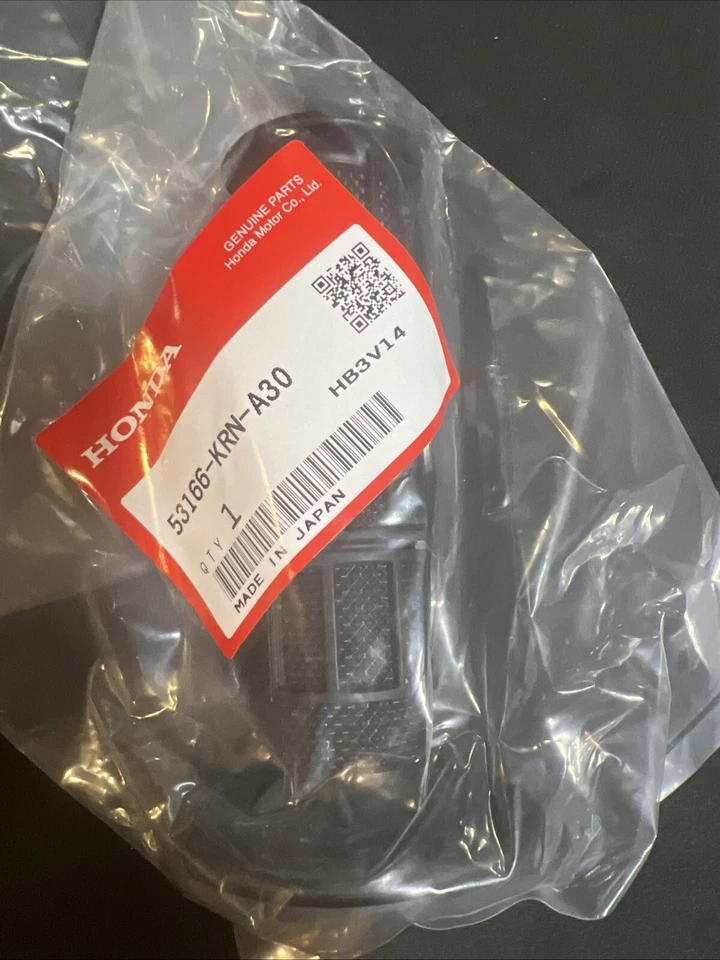 GENUINE PARTS
Honda Motor Co., Ltd.
HONDA
HB3V14
53166-KRN-A30
QTY 1
MADE IN JAPAN